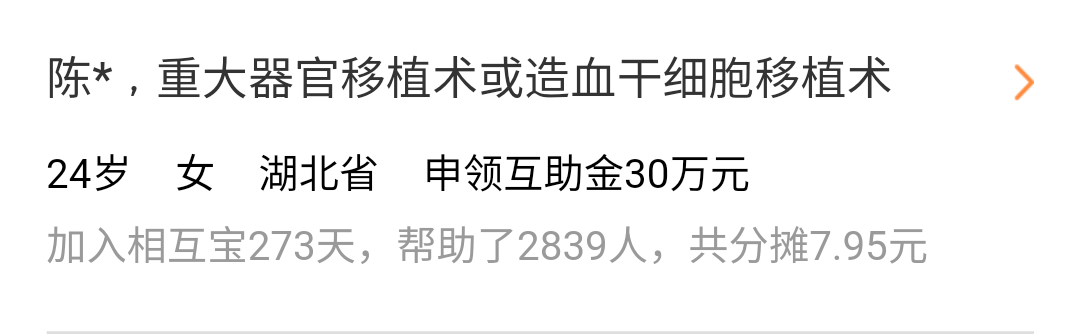 陈*，重大器官移植术或造血干细胞移植术
24岁 女 湖北省 申领互助金30万元
加入相互宝273天，帮助了2839人，共分摊7.95元